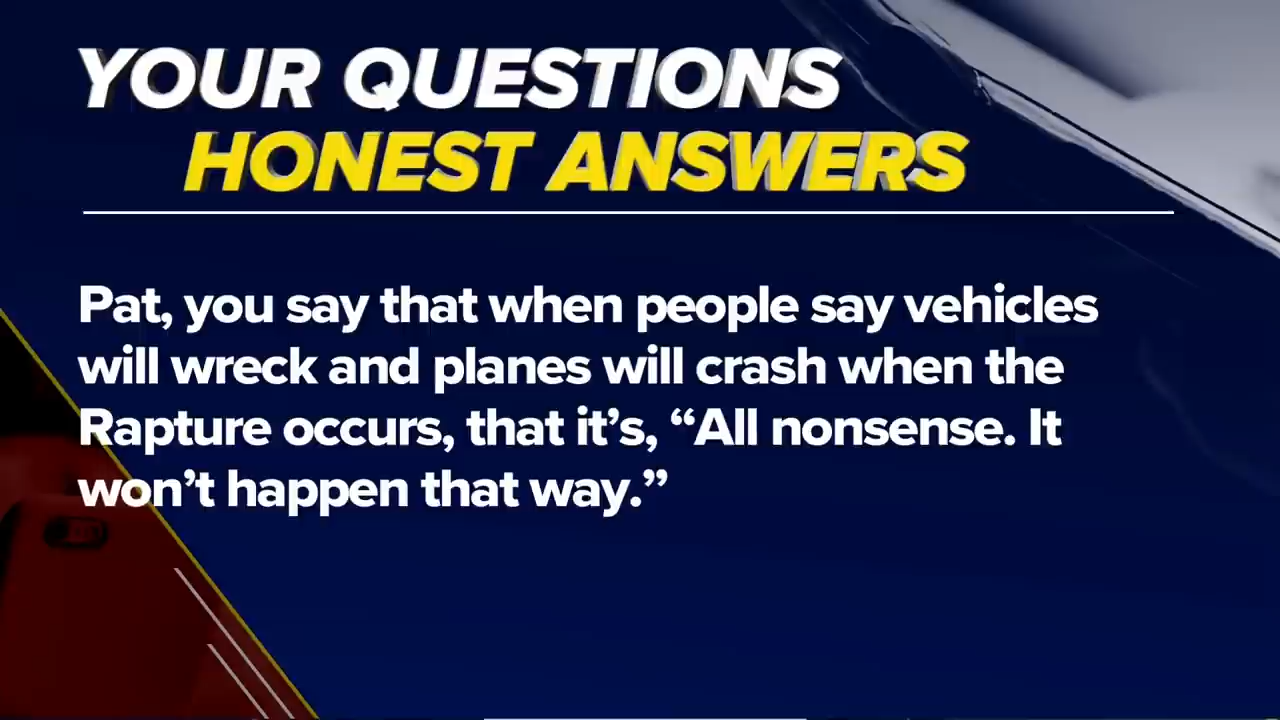 YOUR QUESTIONS
HONEST ANSWERS
Pat, you say that when people say vehicles
will wreck and planes will crash when the
Rapture occurs, that it’s, “All nonsense. It
won’t happen that way.”